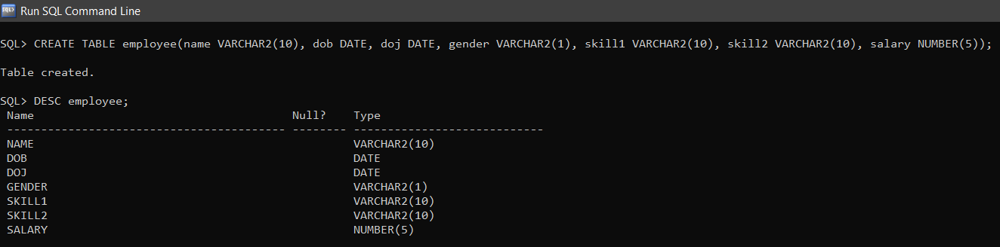 Run SQL Command Line
SQL> CREATE TABLE employee(name VARCHAR2(10), dob DATE, doj DATE, gender VARCHAR2(1), skill1 VARCHAR2(10), skill2 VARCHAR2(10), salary NUMBER(5));
Table created.
SQL> DESC employee;
 Name                                      Null?    Type
 ----------------------------------------- -------- ----------------------------
 NAME                                               VARCHAR2(10)
 DOB                                                DATE
 DOJ                                                DATE
 GENDER                                             VARCHAR2(1)
 SKILL1                                             VARCHAR2(10)
 SKILL2                                             VARCHAR2(10)
 SALARY                                             NUMBER(5)